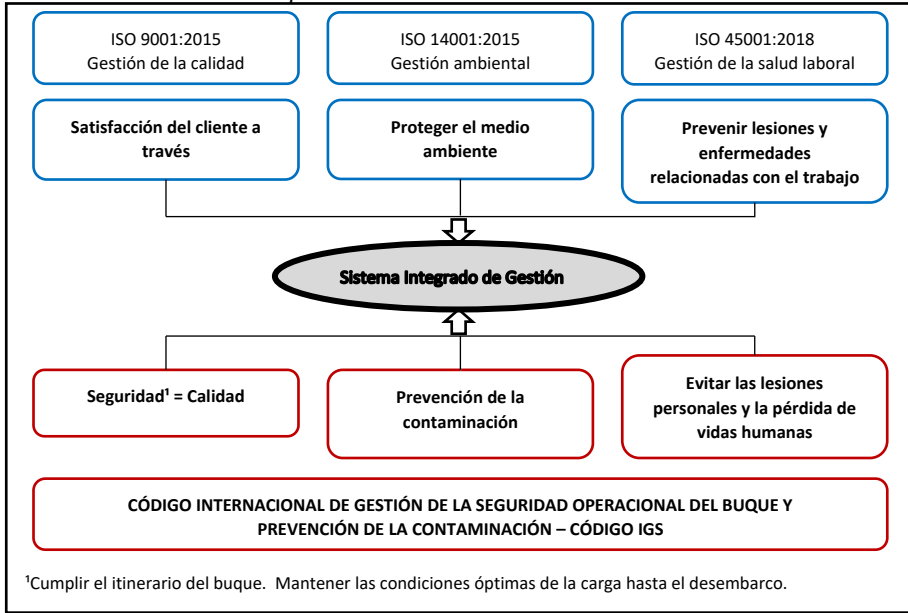 ISO 9001:2015
Gestión de la calidad
ISO 14001:2015
Gestión ambiental
ISO 45001:2018
Gestión de la salud laboral
Satisfacción del cliente a
través
Proteger el medio
ambiente
Prevenir lesiones y
enfermedades
relacionadas con el trabajo
Sistema Integrado de Gestión
Seguridad¹ = Calidad
Prevención de la
contaminación
Evitar las lesiones
personales y la pérdida de
vidas humanas
CÓDIGO INTERNACIONAL DE GESTIÓN DE LA SEGURIDAD OPERACIONAL DEL BUQUE Y
PREVENCIÓN DE LA CONTAMINACIÓN – CÓDIGO IGS
¹Cumplir el itinerario del buque. Mantener las condiciones óptimas de la carga hasta el desembarco.